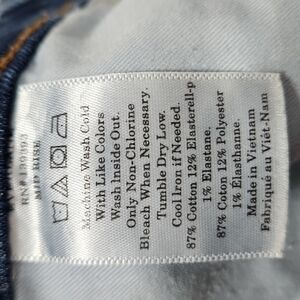 RN#
MID RISE
Machine Wash Cold
With Like Colors
Wash Inside Out.
Only Non-Chlorine
Bleach When Necessary.
Tumble Dry Low.
Cool Iron if Needed.
87% Cotton 12% Elasterell-p
1% Elastane.
87% Coton 12% Polyester
1% Élasthanne.
Made in Vietnam
Fabriqué au Viêt-Nam